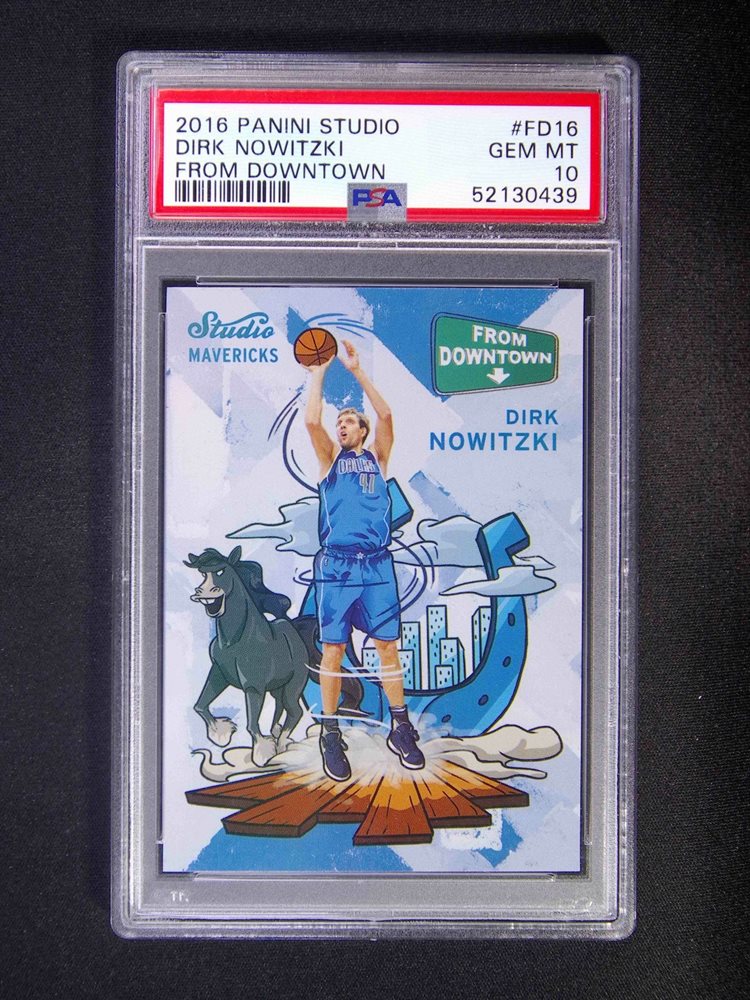 2016 PANINI STUDIO #FD16
DIRK NOWITZKI GEM MT
FROM DOWNTOWN 10
PSA 52130439
Studio
MAVERICKS
FROM
DOWNTOWN
DIRK
NOWITZKI
DALLAS
41